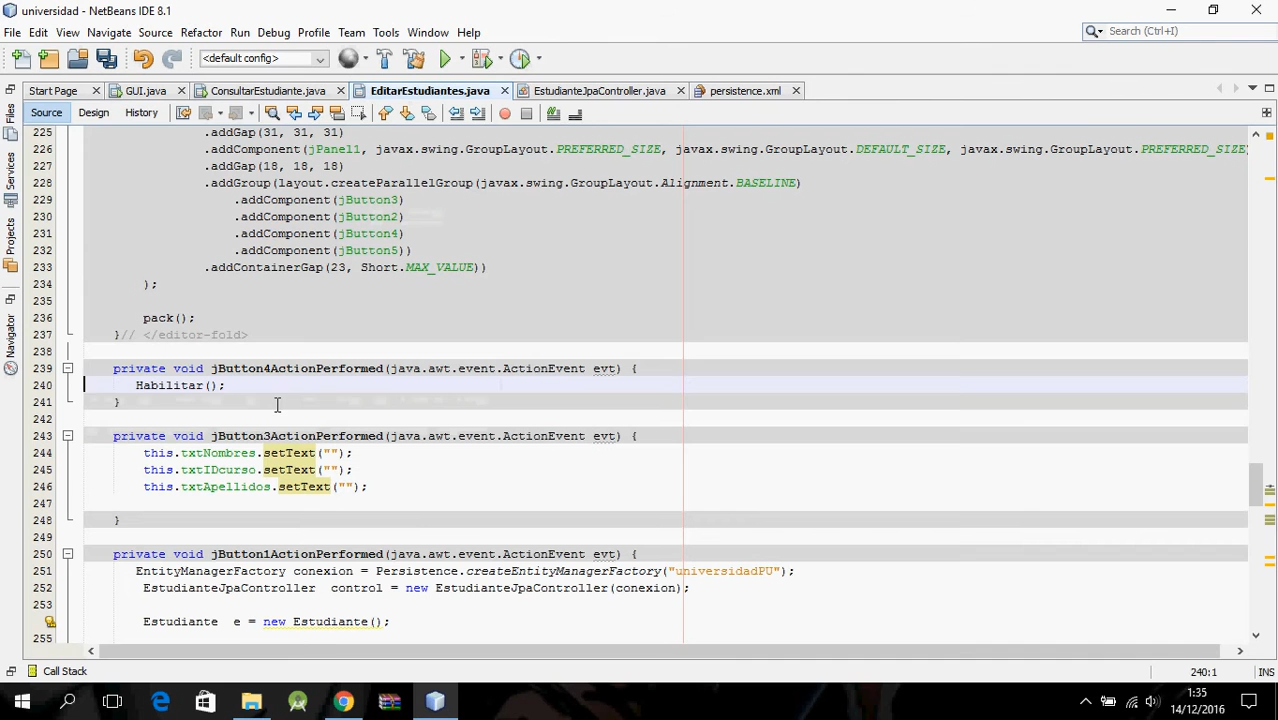 universidad - NetBeans IDE 8.1
File Edit View Navigate Source Refactor Run Debug Profile Team Tools Window Help
Search (Ctrl+I)
<default config>
Start Page GUI.java ConsultarEstudiante.java EditarEstudiantes.java EstudianteJpaController.java persistence.xml
Source Design History
Files
Services
Projects
Navigator
225 .addGap(31, 31, 31)
226 .addComponent(jPanel1, javax.swing.GroupLayout.PREFERRED_SIZE, javax.swing.GroupLayout.DEFAULT_SIZE, javax.swing.GroupLayout.PREFERRED_SIZE)
227 .addGap(18, 18, 18)
228 .addGroup(layout.createParallelGroup(javax.swing.GroupLayout.Alignment.BASELINE)
229 .addComponent(jButton3)
230 .addComponent(jButton2)
231 .addComponent(jButton4)
232 .addComponent(jButton5))
233 .addContainerGap(23, Short.MAX_VALUE))
234 );
235
236 pack();
237 }// </editor-fold>
238
239 private void jButton4ActionPerformed(java.awt.event.ActionEvent evt) {
240 Habilitar();
241 }
242
243 private void jButton3ActionPerformed(java.awt.event.ActionEvent evt) {
244 this.txtNombres.setText("");
245 this.txtIDcurso.setText("");
246 this.txtApellidos.setText("");
247
248 }
249
250 private void jButton1ActionPerformed(java.awt.event.ActionEvent evt) {
251 EntityManagerFactory conexion = Persistence.createEntityManagerFactory("universidadPU");
252 EstudianteJpaController control = new EstudianteJpaController(conexion);
253
Estudiante e = new Estudiante();
255
Call Stack
240:1 INS
1:35
14/12/2016